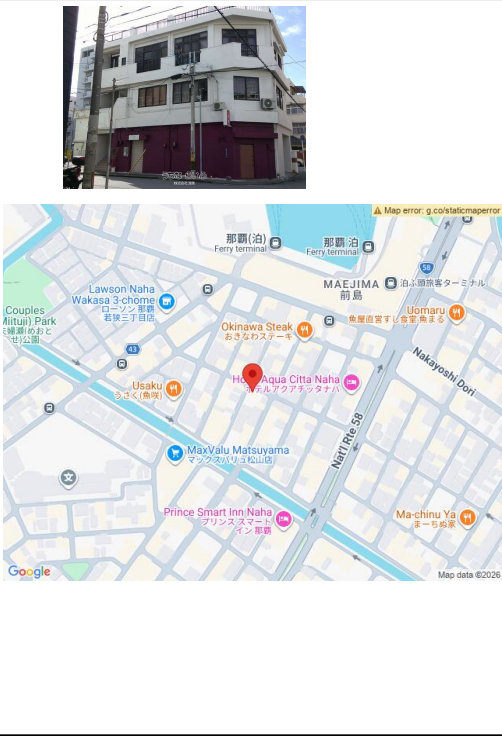 Map error: g.co/staticmaperror
那覇(泊)
Ferry terminal
那覇 泊
Ferry terminal
58
MAEJIMA
前島
泊ふ頭旅客ターミナル
Lawson Naha
Wakasa 3-chome
ローソン 那覇
若狭三丁目店
Couples
(Miituji) Park
Uomaru
魚屋直営すし食堂 魚まる
Okinawa Steak
おきなわステーキ
43
Nakayoshi Dori
Aqua Citta Naha
ホテルアクアチッタナハ
Usaku
うさく(魚咲)
Nat'l Rte 58
MaxValu Matsuyama
マックスバリュ松山店
Prince Smart Inn Naha
プリンス スマート
イン 那覇
Ma-chinu Ya
まーちぬ家
Google
Map data ©2026